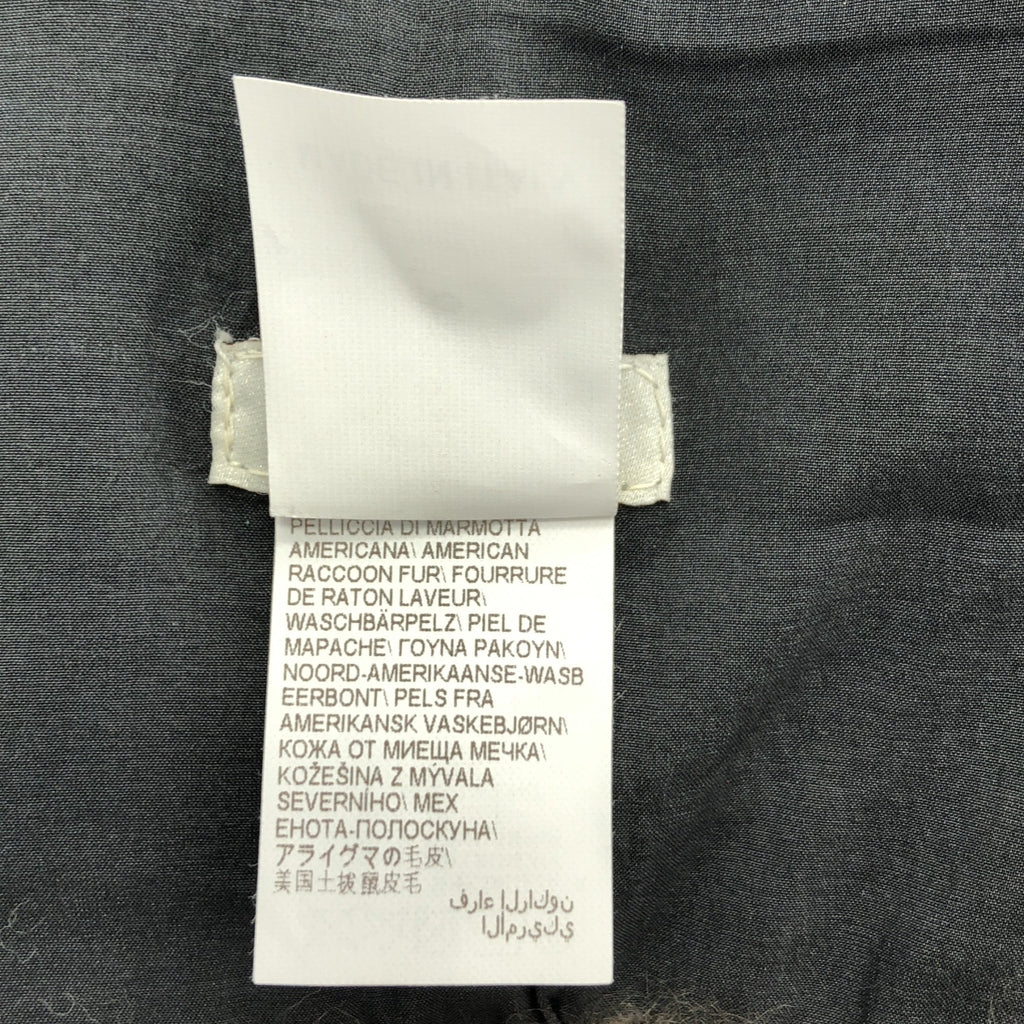 PELLICCIA DI MARMOTTA
AMERICANA\ AMERICAN
RACCOON FUR\ FOURRURE
DE RATON LAVEUR\
WASCHBÄRPELZ\ PIEL DE
MAPACHE\ ΓΟΥΝΑ ΡΑΚΟΥΝ\
NOORD-AMERIKAANSE-WASB
EERBONT\ PELS FRA
AMERIKANSK VASKEBJØRN\
КОЖА ОТ МИЕЩА МЕЧКА\
KOŽEŠINA Z MÝVALA
SEVERNÍHO\ МЕХ
ЕНОТА-ПОЛОСКУНА\
アライグマの毛皮\
美国土拨鼠皮毛
فراء الراكون
الأمريكي